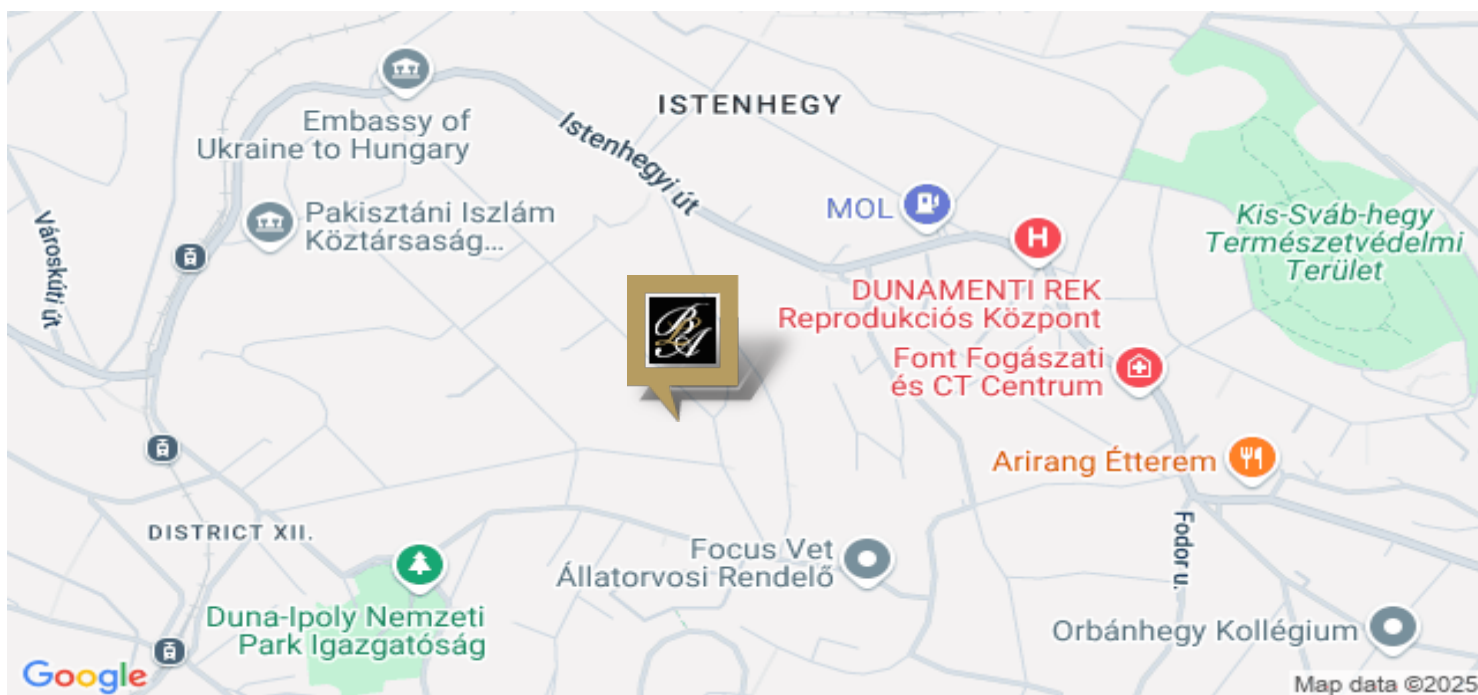 ISTENHEGY
Embassy of
Ukraine to Hungary
Istenhegyi út
MOL
H
Pakisztáni Iszlám
Köztársaság...
Városkúti út
Kis-Sváb-hegy
Természetvédelmi
Terület
DUNAMENTI REK
Reprodukciós Központ
B2A
Font Fogászati
és CT Centrum
Arirang Étterem
DISTRICT XII.
Fodor u.
Focus Vet
Állatorvosi Rendelő
Duna-Ipoly Nemzeti
Park Igazgatóság
Orbánhegy Kollégium
Google
Map data ©2025